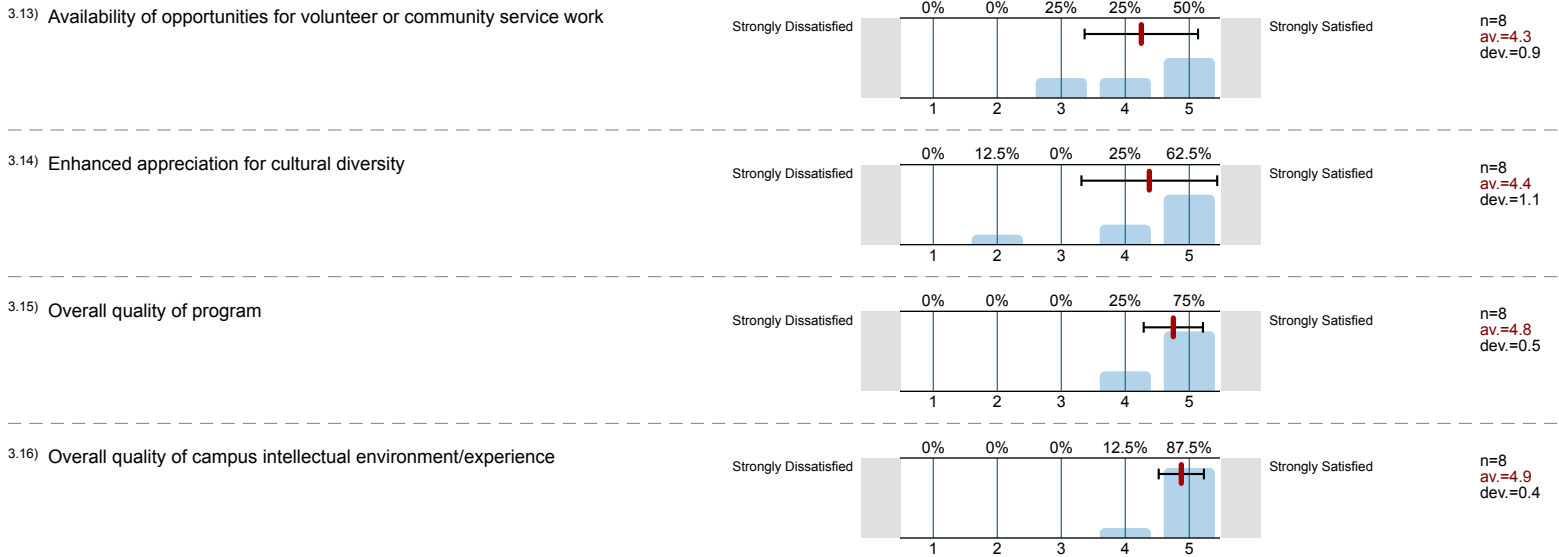 3.13) Availability of opportunities for volunteer or community service work
Strongly Dissatisfied
0% 0% 25% 25% 50%
1 2 3 4 5
Strongly Satisfied
n=8
av.=4.3
dev.=0.9
3.14) Enhanced appreciation for cultural diversity
Strongly Dissatisfied
0% 12.5% 0% 25% 62.5%
1 2 3 4 5
Strongly Satisfied
n=8
av.=4.4
dev.=1.1
3.15) Overall quality of program
Strongly Dissatisfied
0% 0% 0% 25% 75%
1 2 3 4 5
Strongly Satisfied
n=8
av.=4.8
dev.=0.5
3.16) Overall quality of campus intellectual environment/experience
Strongly Dissatisfied
0% 0% 0% 12.5% 87.5%
1 2 3 4 5
Strongly Satisfied
n=8
av.=4.9
dev.=0.4